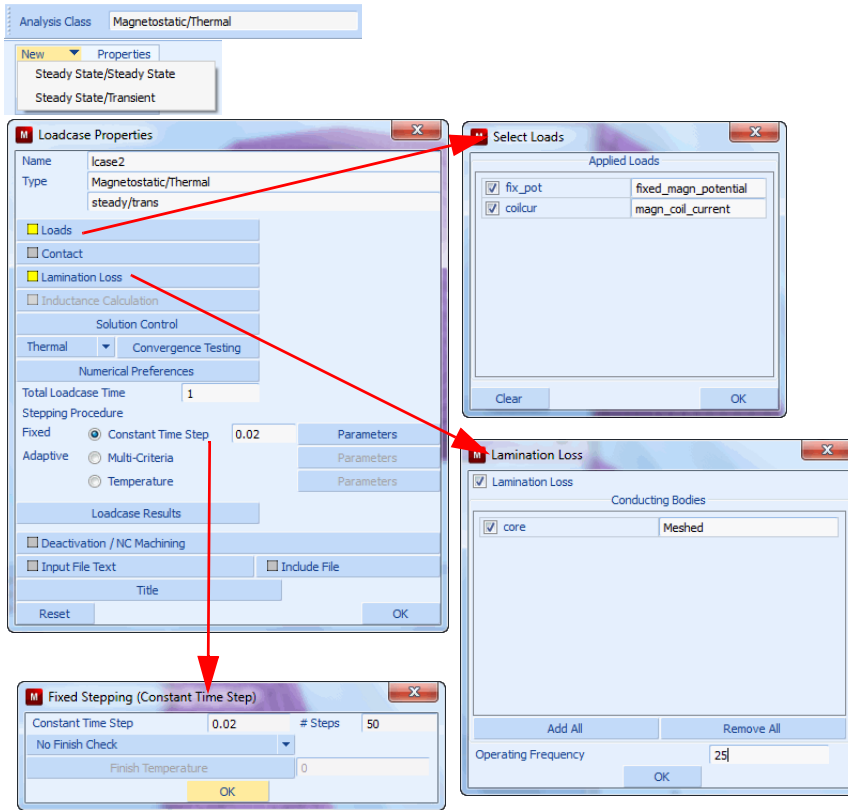 Analysis Class Magnetostatic/Thermal
New Properties
Steady State/Steady State
Steady State/Transient
M Loadcase Properties
Name lcase2
Type Magnetostatic/Thermal
steady/trans
Loads
Contact
Lamination Loss
Inductance Calculation
Solution Control
Thermal Convergence Testing
Numerical Preferences
Total Loadcase Time 1
Stepping Procedure
Fixed Constant Time Step 0.02 Parameters
Adaptive Multi-Criteria Parameters
Temperature Parameters
Loadcase Results
Deactivation / NC Machining
Input File Text Include File
Title
Reset OK
M Select Loads
Applied Loads
fix_pot fixed_magn_potential
coilcur magn_coil_current
Clear OK
M Lamination Loss
Lamination Loss
Conducting Bodies
core Meshed
Add All Remove All
Operating Frequency 25
OK
M Fixed Stepping (Constant Time Step)
Constant Time Step 0.02 # Steps 50
No Finish Check
Finish Temperature 0
OK